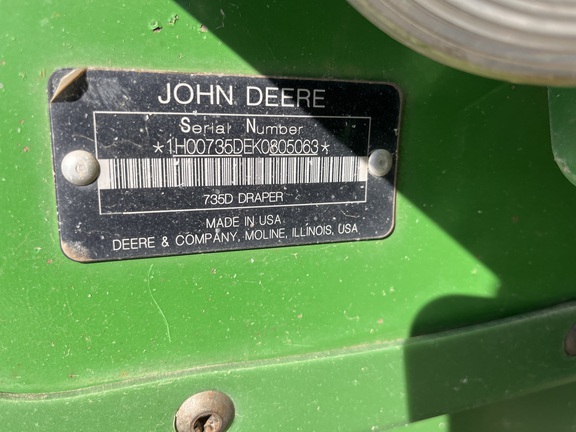 JOHN DEERE
Serial Number
*1H00735DEK0805063*
735D DRAPER
MADE IN USA
DEERE & COMPANY, MOLINE, ILLINOIS, USA